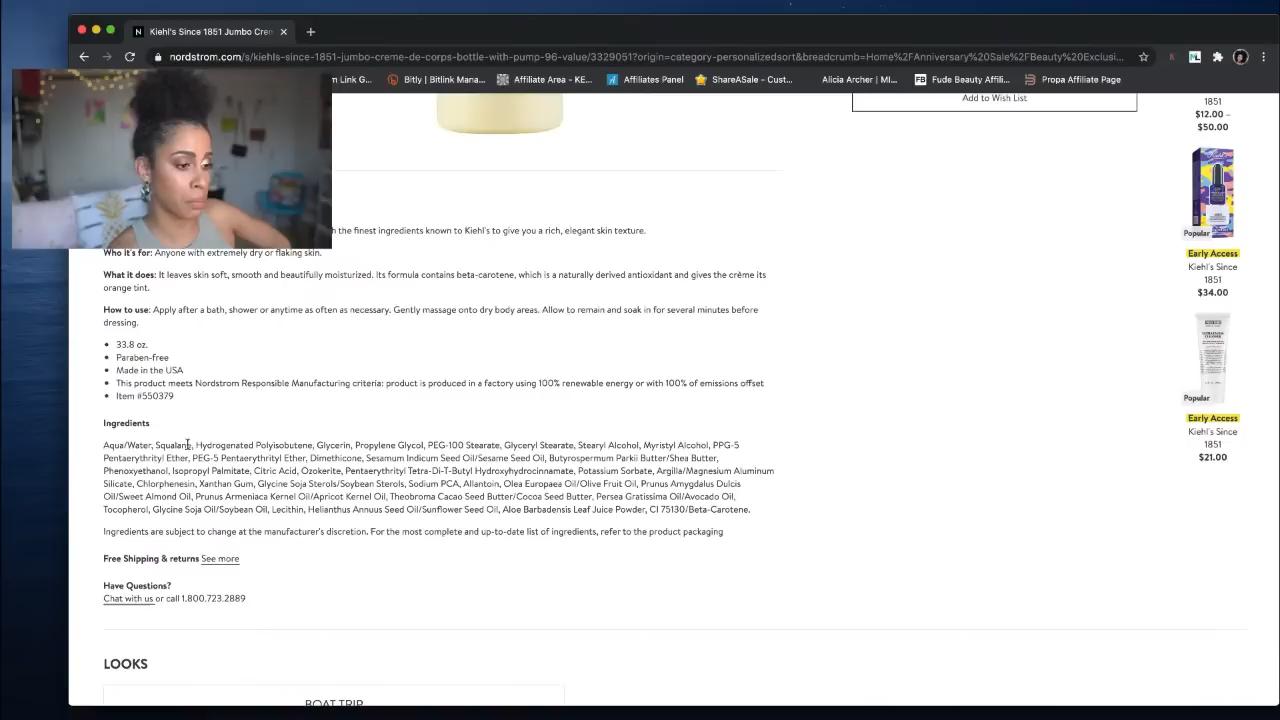 Kiehl's Since 1851 Jumbo Crem
nordstrom.com/s/kiehls-since-1851-jumbo-creme-de-corps-bottle-with-pump-96-value/3329051?origin=category-personalizedsort&breadcrumb=Home%2FAnniversary%20Sale%2FBeauty%20Exclusi...
m Link G... Bitly | Bitlink Mana... Affiliate Area - KE... Affiliates Panel ShareASale - Cust... Alicia Archer | MI... FB Fude Beauty Affili... Propa Affiliate Page
Add to Wish List
1851
$12.00 –
$50.00
Popular
Early Access
Kiehl's Since
1851
$34.00
Popular
Early Access
Kiehl's Since
1851
$21.00
h the finest ingredients known to Kiehl's to give you a rich, elegant skin texture.
Who it's for: Anyone with extremely dry or flaking skin.
What it does: It leaves skin soft, smooth and beautifully moisturized. Its formula contains beta-carotene, which is a naturally derived antioxidant and gives the crème its
orange tint.
How to use: Apply after a bath, shower or anytime as often as necessary. Gently massage onto dry body areas. Allow to remain and soak in for several minutes before
dressing.
33.8 oz.
Paraben-free
Made in the USA
This product meets Nordstrom Responsible Manufacturing criteria: product is produced in a factory using 100% renewable energy or with 100% of emissions offset
Item #550379
Ingredients
Aqua/Water, Squalane, Hydrogenated Polyisobutene, Glycerin, Propylene Glycol, PEG-100 Stearate, Glyceryl Stearate, Stearyl Alcohol, Myristyl Alcohol, PPG-5
Pentaerythrityl Ether, PEG-5 Pentaerythrityl Ether, Dimethicone, Sesamum Indicum Seed Oil/Sesame Seed Oil, Butyrospermum Parkii Butter/Shea Butter,
Phenoxyethanol, Isopropyl Palmitate, Citric Acid, Ozokerite, Pentaerythrityl Tetra-Di-T-Butyl Hydroxyhydrocinnamate, Potassium Sorbate, Argilla/Magnesium Aluminum
Silicate, Chlorphenesin, Xanthan Gum, Glycine Soja Sterols/Soybean Sterols, Sodium PCA, Allantoin, Olea Europaea Oil/Olive Fruit Oil, Prunus Amygdalus Dulcis
Oil/Sweet Almond Oil, Prunus Armeniaca Kernel Oil/Apricot Kernel Oil, Theobroma Cacao Seed Butter/Cocoa Seed Butter, Persea Gratissima Oil/Avocado Oil,
Tocopherol, Glycine Soja Oil/Soybean Oil, Lecithin, Helianthus Annuus Seed Oil/Sunflower Seed Oil, Aloe Barbadensis Leaf Juice Powder, CI 75130/Beta-Carotene.
Ingredients are subject to change at the manufacturer's discretion. For the most complete and up-to-date list of ingredients, refer to the product packaging
Free Shipping & returns See more
Have Questions?
Chat with us or call 1.800.723.2889
LOOKS
BOAT TRIP